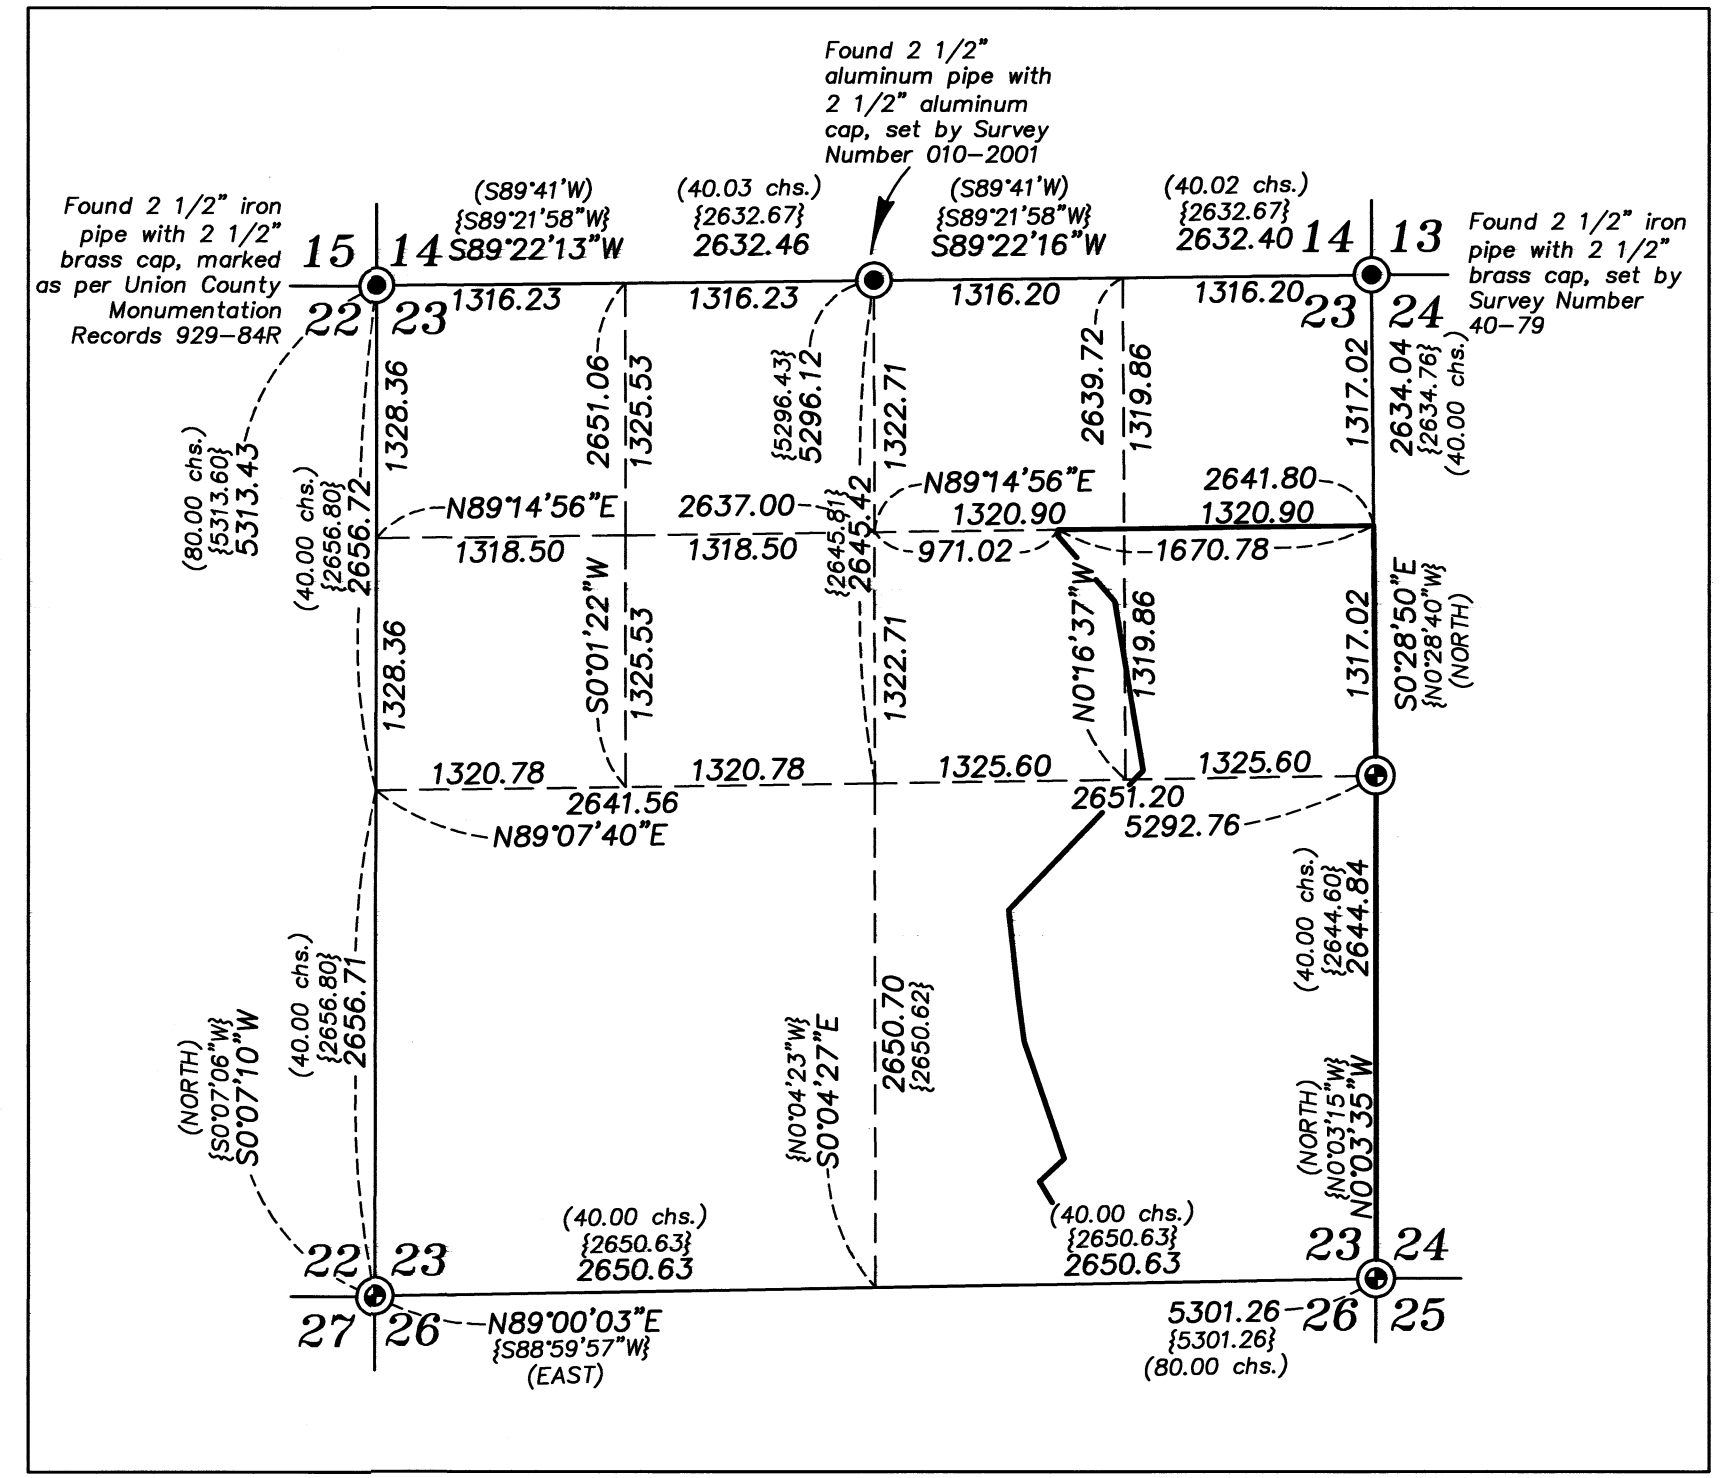 Found 2 1/2"
aluminum pipe with
2 1/2" aluminum
cap, set by Survey
Number 010-2001
Found 2 1/2" iron
pipe with 2 1/2"
brass cap, marked
as per Union County
Monumentation
Records 929-84R
(S89°41'W)
{S89°21'58"W}
S89°22'13"W
(40.03 chs.)
{2632.67}
2632.46
(S89°41'W)
{S89°21'58"W}
S89°22'16"W
(40.02 chs.)
{2632.67}
2632.40
Found 2 1/2" iron
pipe with 2 1/2"
brass cap, set by
Survey Number
40-79
15 14
22 23
14 13
23 24
1316.23
1316.23
1316.20
1316.20
(80.00 chs.)
{5313.60}
5313.43
(40.00 chs.)
{2656.80}
2656.72
1328.36
2651.06
1325.53
{5296.43}
5296.12
{2645.81}
2645.42
1322.71
2639.72
1319.86
1317.02
2634.04
{2634.76}
(40.00 chs.)
N89°14'56"E
2637.00
N89°14'56"E
2641.80
1318.50
1318.50
1320.90
1320.90
971.02
1670.78
1328.36
S0°01'22"W
1325.53
1322.71
N0°16'37"W
1319.86
1317.02
S0°28'50"E
{N0°28'40"W}
(NORTH)
1320.78
1320.78
1325.60
1325.60
2641.56
2651.20
N89°07'40"E
5292.76
(40.00 chs.)
{2656.80}
2656.71
(NORTH)
{S0°07'06"W}
S0°07'10"W
{N0°04'23"W}
S0°04'27"E
2650.70
{2650.62}
(40.00 chs.)
{2644.60}
2644.84
(NORTH)
{N0°03'15"W}
N0°03'35"W
(40.00 chs.)
{2650.63}
2650.63
(40.00 chs.)
{2650.63}
2650.63
22 23
27 26
23 24
26 25
N89°00'03"E
{S88°59'57"W}
(EAST)
5301.26
{5301.26}
(80.00 chs.)